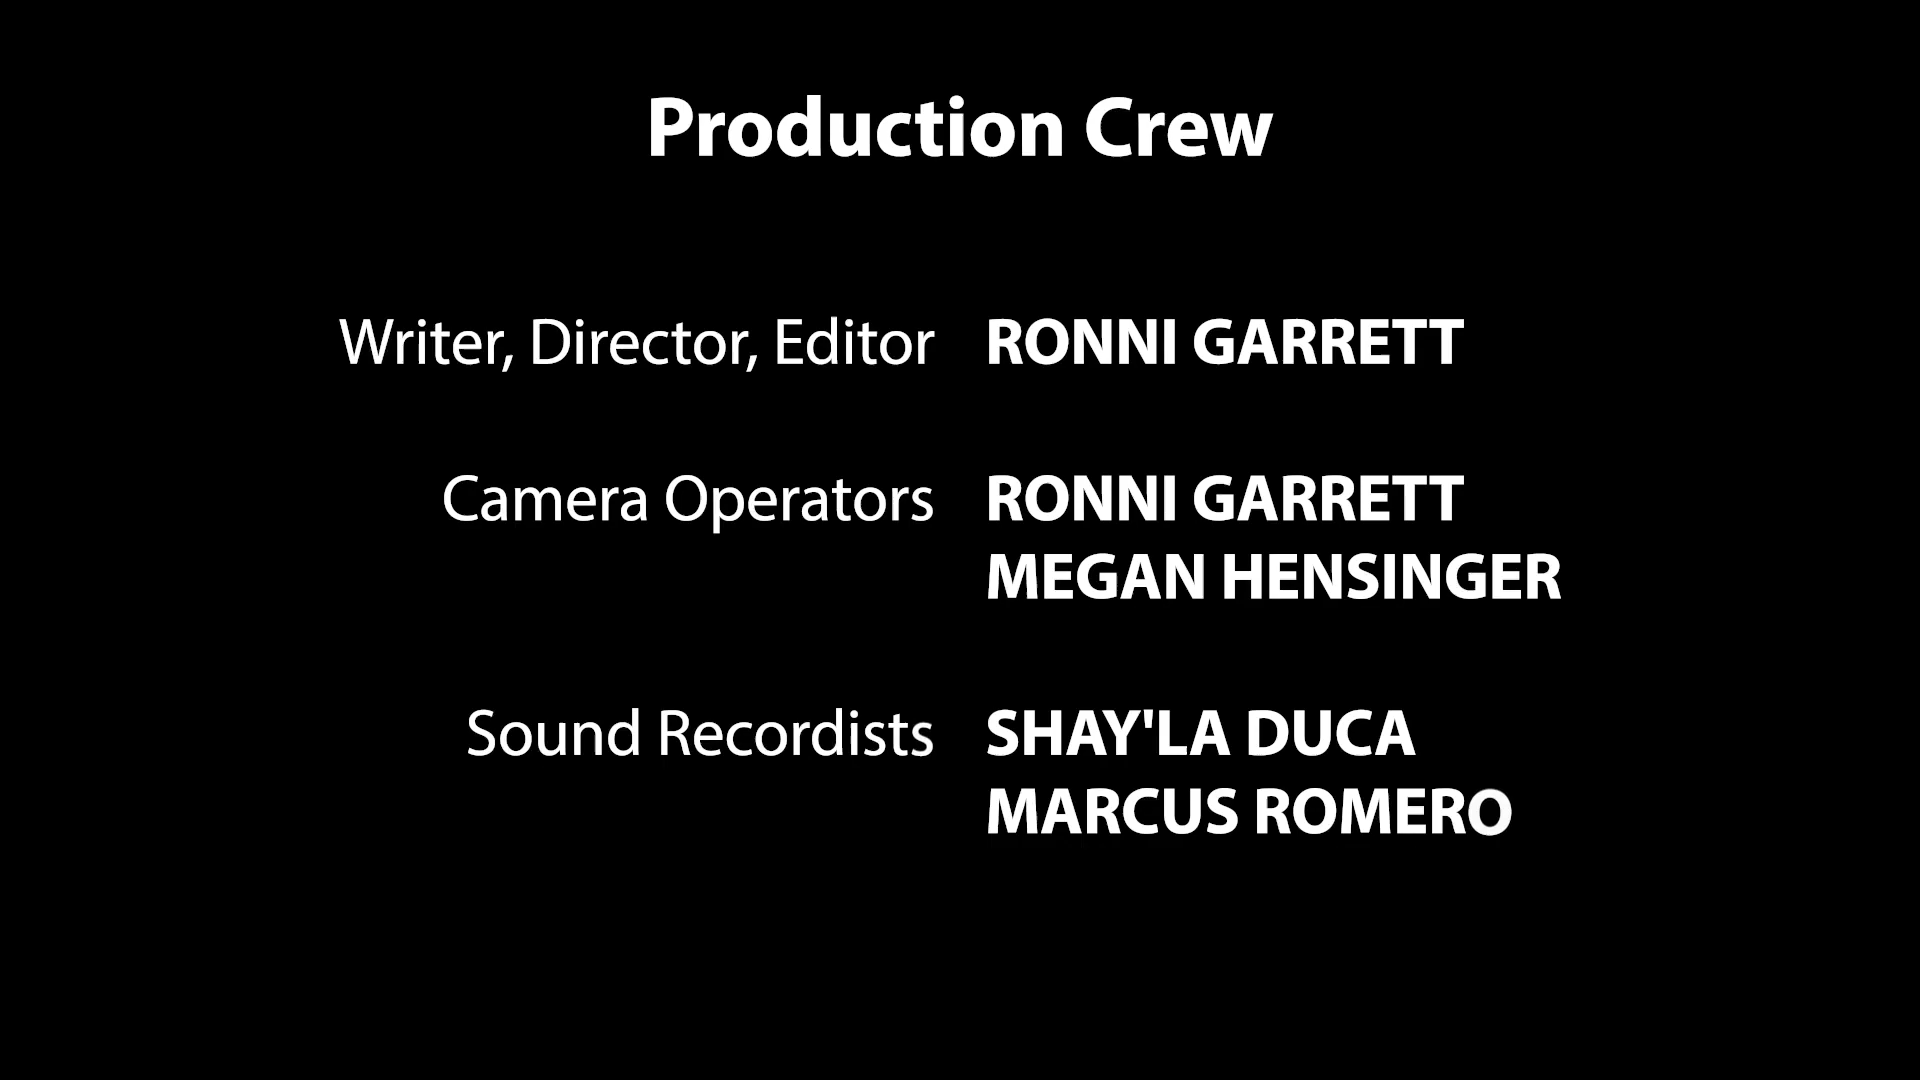 Production Crew
Writer, Director, Editor RONNI GARRETT
Camera Operators RONNI GARRETT
MEGAN HENSINGER
Sound Recordists SHAY'LA DUCA
MARCUS ROMERO